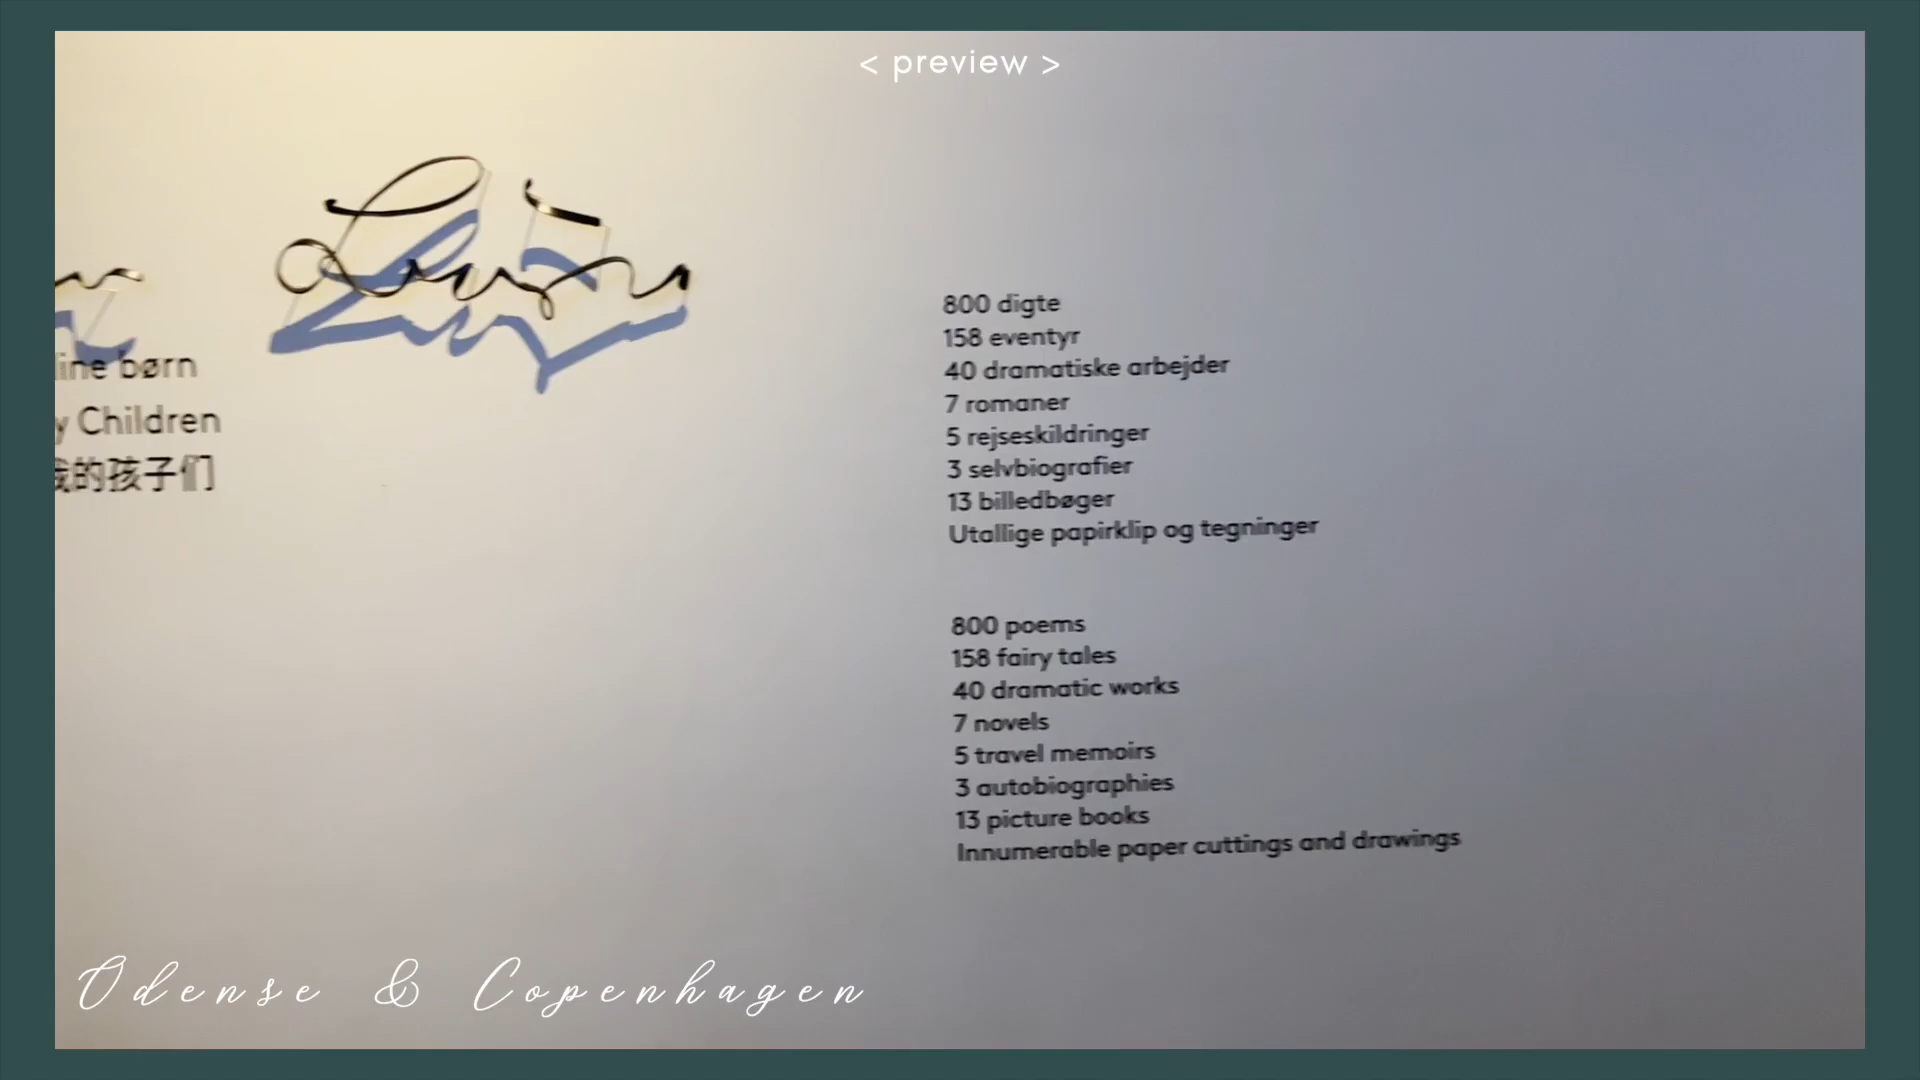 < preview >
børn
Children
的孩子们
800 digte
158 eventyr
40 dramatiske arbejder
7 romaner
5 rejseskildringer
3 selvbiografier
13 billedbøger
Utallige papirklip og tegninger
800 poems
158 fairy tales
40 dramatic works
7 novels
5 travel memoirs
3 autobiographies
13 picture books
Innumerable paper cuttings and drawings
Odense & Copenhagen